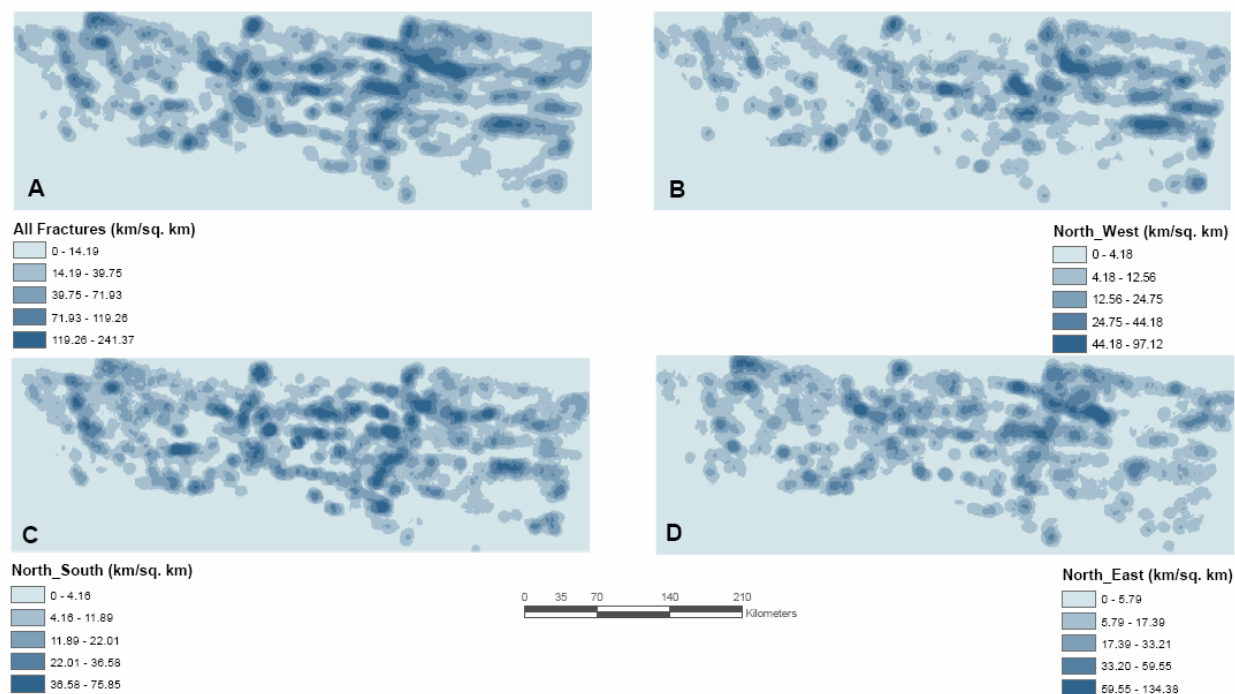 A
B
All Fractures (km/sq. km)
0 - 14.19
14.19 - 39.75
39.75 - 71.93
71.93 - 119.26
119.26 - 241.37
North_West (km/sq. km)
0 - 4.18
4.18 - 12.56
12.56 - 24.75
24.75 - 44.18
44.18 - 97.12
C
D
North_South (km/sq. km)
0 - 4.16
4.16 - 11.89
11.89 - 22.01
22.01 - 36.58
36.58 - 75.85
0 35 70 140 210
Kilometers
North_East (km/sq. km)
0 - 5.79
5.79 - 17.39
17.39 - 33.21
33.20 - 59.55
59.55 - 134.38